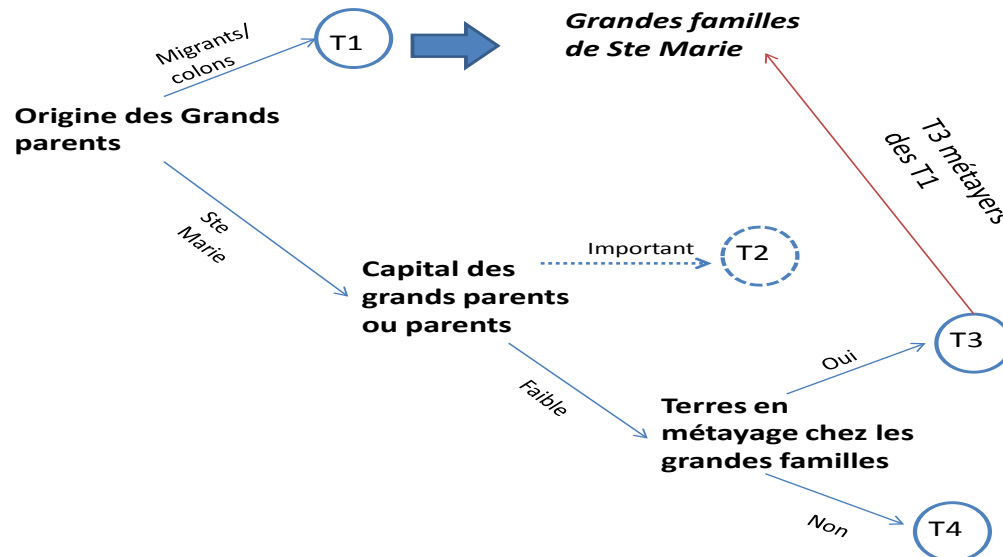 Migrants/
colons
T1
Grandes familles
de Ste Marie
Origine des Grands
parents
T3 métayers
des T1
Ste
Marie
Important
T2
Capital des
grands parents
ou parents
Faible
Oui
T3
Terres en
métayage chez les
grandes familles
Non
T4